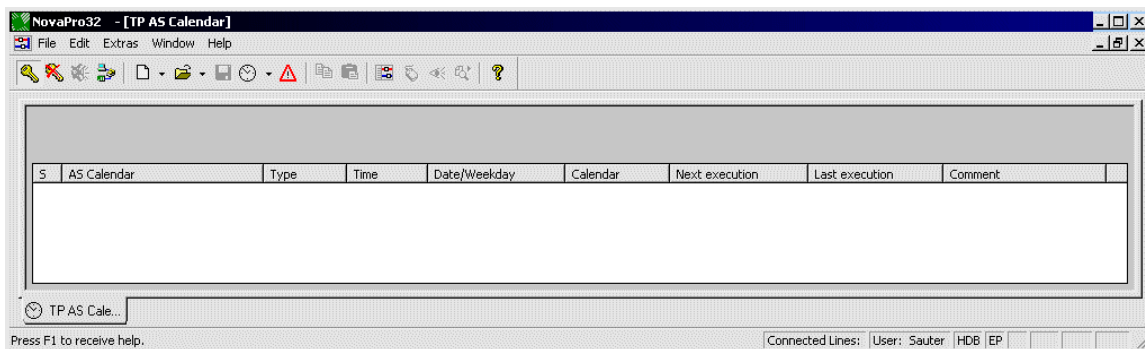 NovaPro32 - [TP AS Calendar]
File Edit Extras Window Help
S AS Calendar Type Time Date/Weekday Calendar Next execution Last execution Comment
TP AS Cale...
Press F1 to receive help. Connected Lines: User: Sauter HDB EP